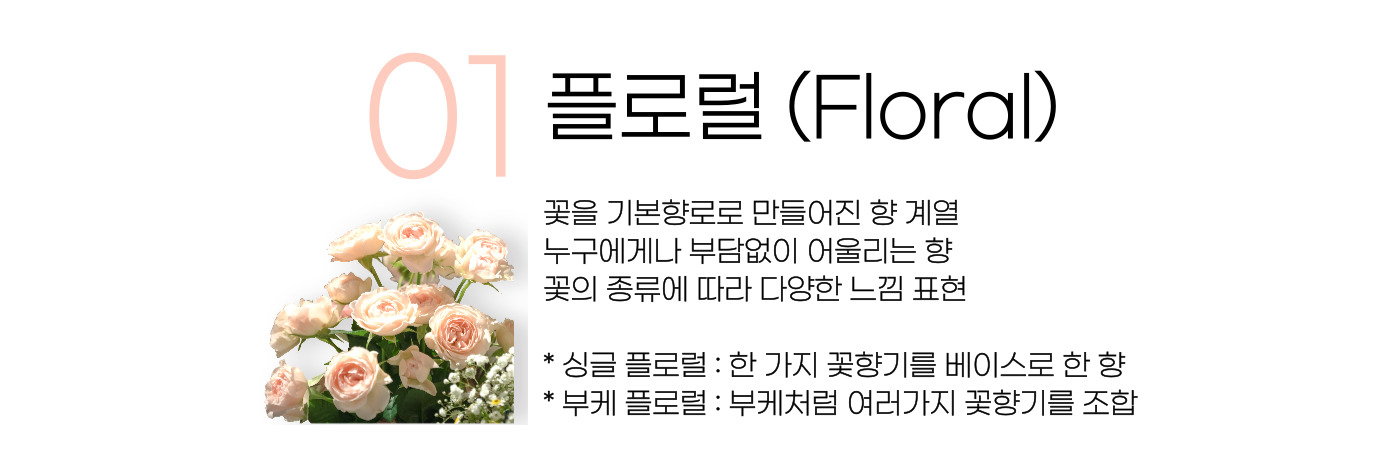 01
플로럴 (Floral)
꽃을 기본향로로 만들어진 향 계열
누구에게나 부담없이 어울리는 향
꽃의 종류에 따라 다양한 느낌 표현
* 싱글 플로럴 : 한 가지 꽃향기를 베이스로 한 향
* 부케 플로럴 : 부케처럼 여러가지 꽃향기를 조합